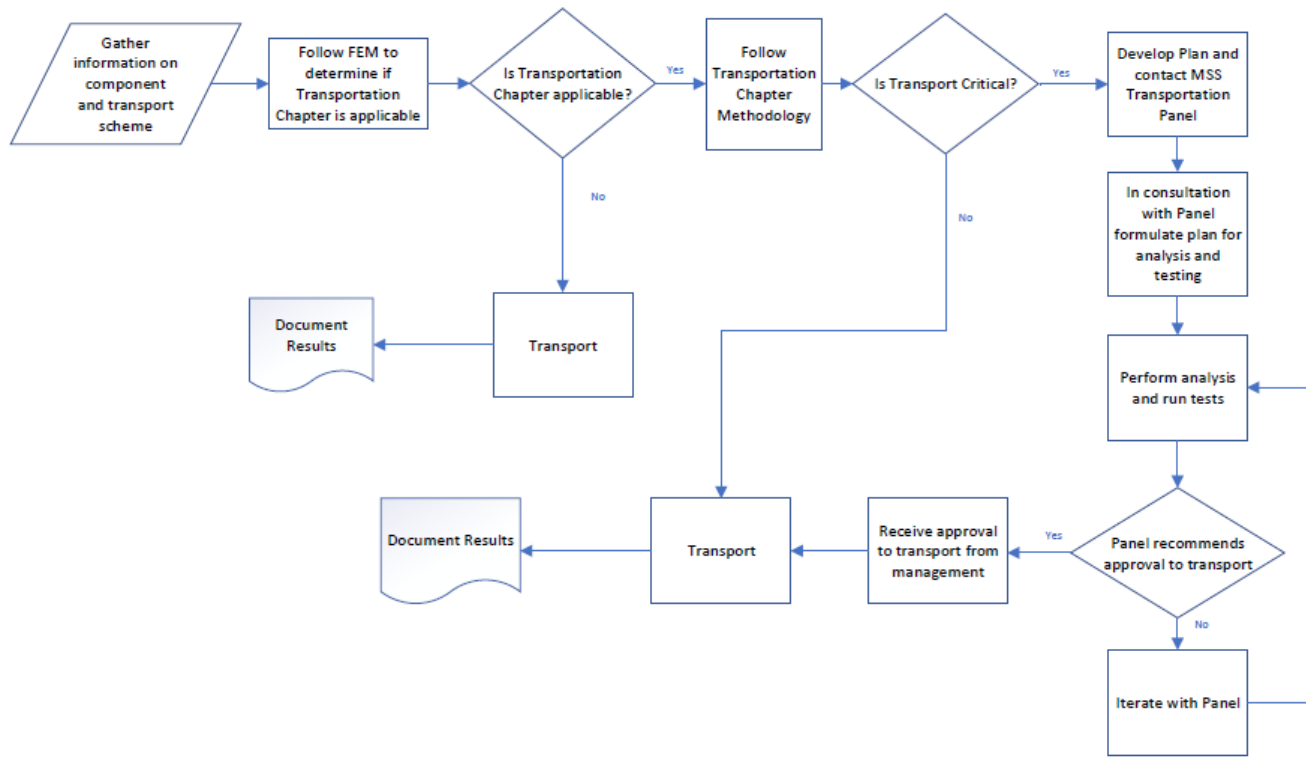 Gather
information on
component
and transport
scheme
Follow FEM to
determine if
Transportation
Chapter is applicable
Is Transportation
Chapter applicable?
Yes
Follow
Transportation
Chapter
Methodology
Is Transport Critical?
Yes
Develop Plan and
contact MSS
Transportation
Panel
No
No
In consultation
with Panel
formulate plan for
analysis and
testing
Document
Results
Transport
Perform analysis
and run tests
Document Results
Transport
Receive approval
to transport from
management
Yes
Panel recommends
approval to transport
No
Iterate with Panel